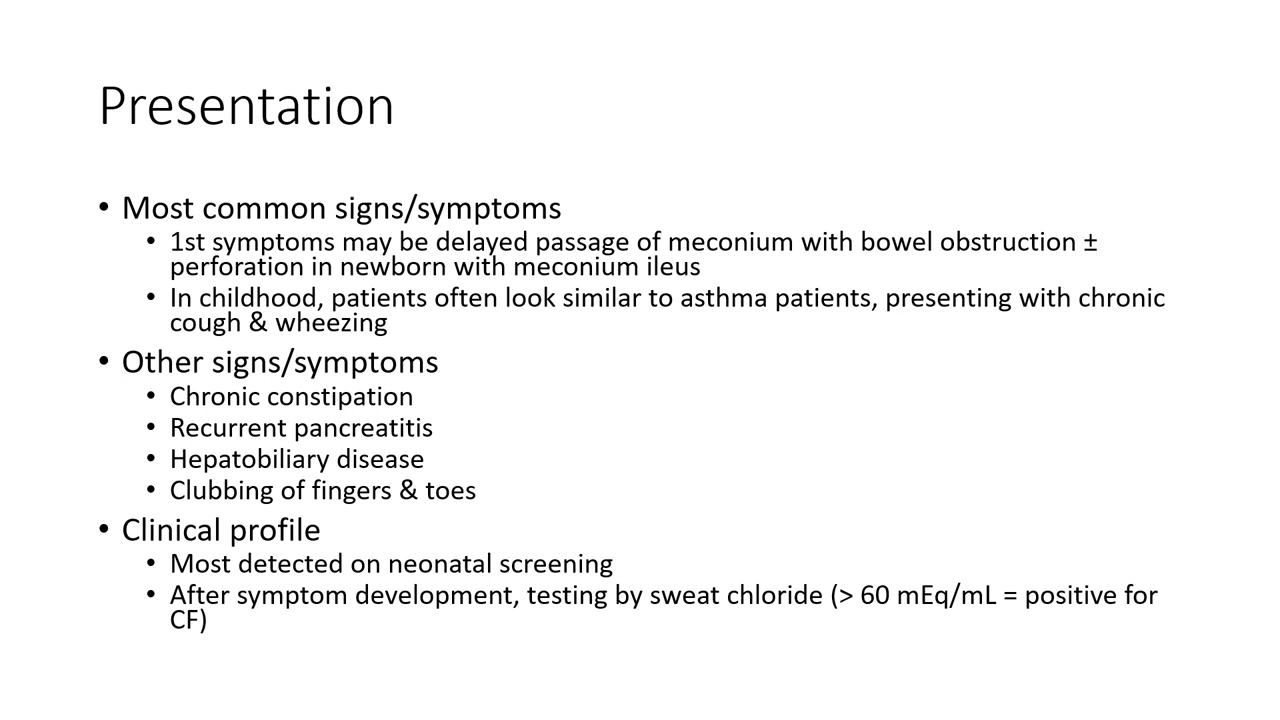 Presentation
• Most common signs/symptoms
• 1st symptoms may be delayed passage of meconium with bowel obstruction ±
perforation in newborn with meconium ileus
• In childhood, patients often look similar to asthma patients, presenting with chronic
cough & wheezing
• Other signs/symptoms
• Chronic constipation
• Recurrent pancreatitis
• Hepatobiliary disease
• Clubbing of fingers & toes
• Clinical profile
• Most detected on neonatal screening
• After symptom development, testing by sweat chloride (> 60 mEq/mL = positive for
CF)